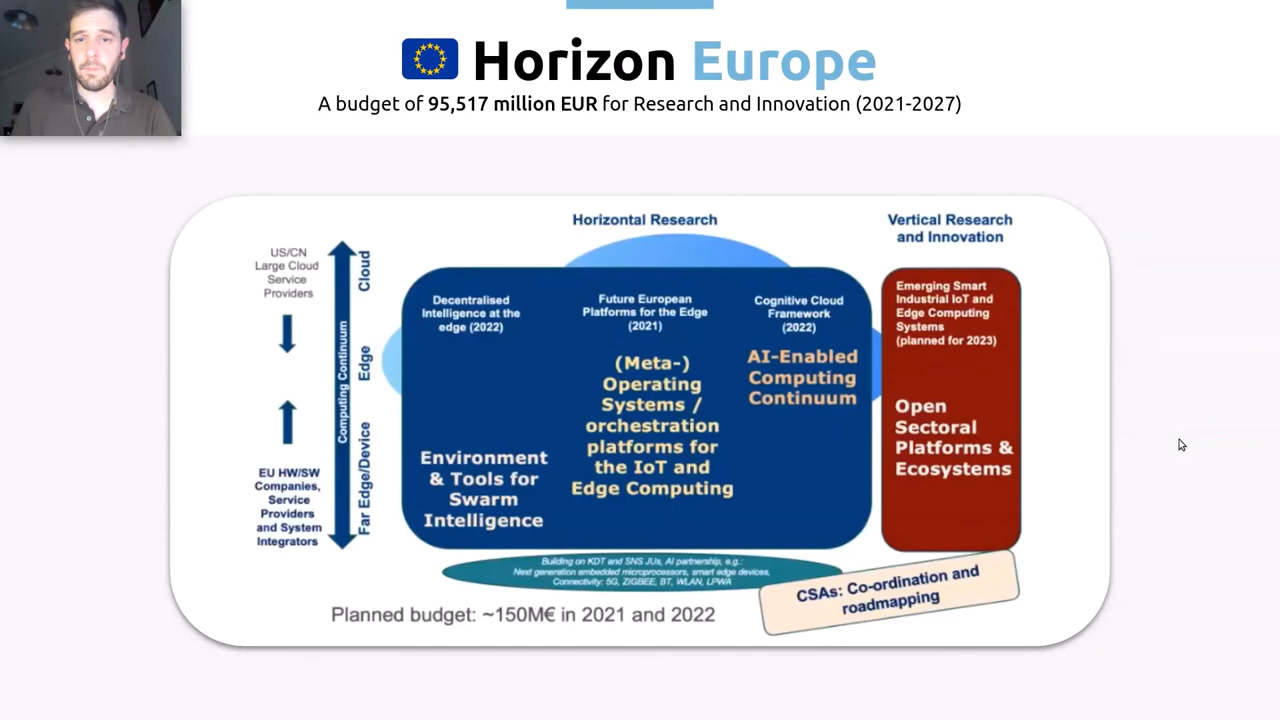 Horizon Europe
A budget of 95,517 million EUR for Research and Innovation (2021-2027)
Horizontal Research
Vertical Research
and Innovation
US/CN
Large Cloud
Service
Providers
EU HW/SW
Companies,
Service
Providers
and System
Integrators
Computing Continuum
Cloud
Edge
Far Edge/Device
Decentralised
Intelligence at the
edge (2022)
Environment
& Tools for
Swarm
Intelligence
Future European
Platforms for the Edge
(2021)
(Meta-)
Operating
Systems /
orchestration
platforms for
the IoT and
Edge Computing
Cognitive Cloud
Framework
(2022)
AI-Enabled
Computing
Continuum
Emerging Smart
Industrial IoT and
Edge Computing
Systems
(planned for 2023)
Open
Sectoral
Platforms &
Ecosystems
Building on KDT and SNS JUs, AI partnership, e.g.:
Next generation embedded microprocessors, smart edge devices,
Connectivity: 5G, ZIGBEE, BT, WLAN, LPWA
CSAs: Co-ordination and
roadmapping
Planned budget: ~150M€ in 2021 and 2022